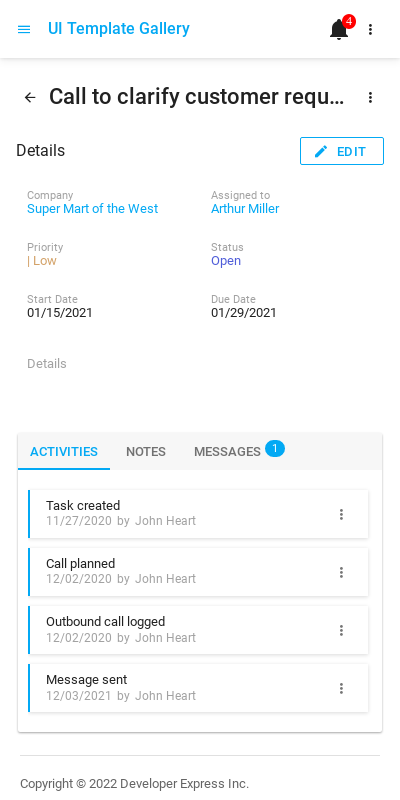 UI Template Gallery
4
Call to clarify customer requ...
Details
EDIT
Company
Super Mart of the West
Assigned to
Arthur Miller
Priority
| Low
Status
Open
Start Date
01/15/2021
Due Date
01/29/2021
Details
ACTIVITIES NOTES MESSAGES 1
Task created
11/27/2020 by John Heart
Call planned
12/02/2020 by John Heart
Outbound call logged
12/02/2020 by John Heart
Message sent
12/03/2021 by John Heart
Copyright © 2022 Developer Express Inc.